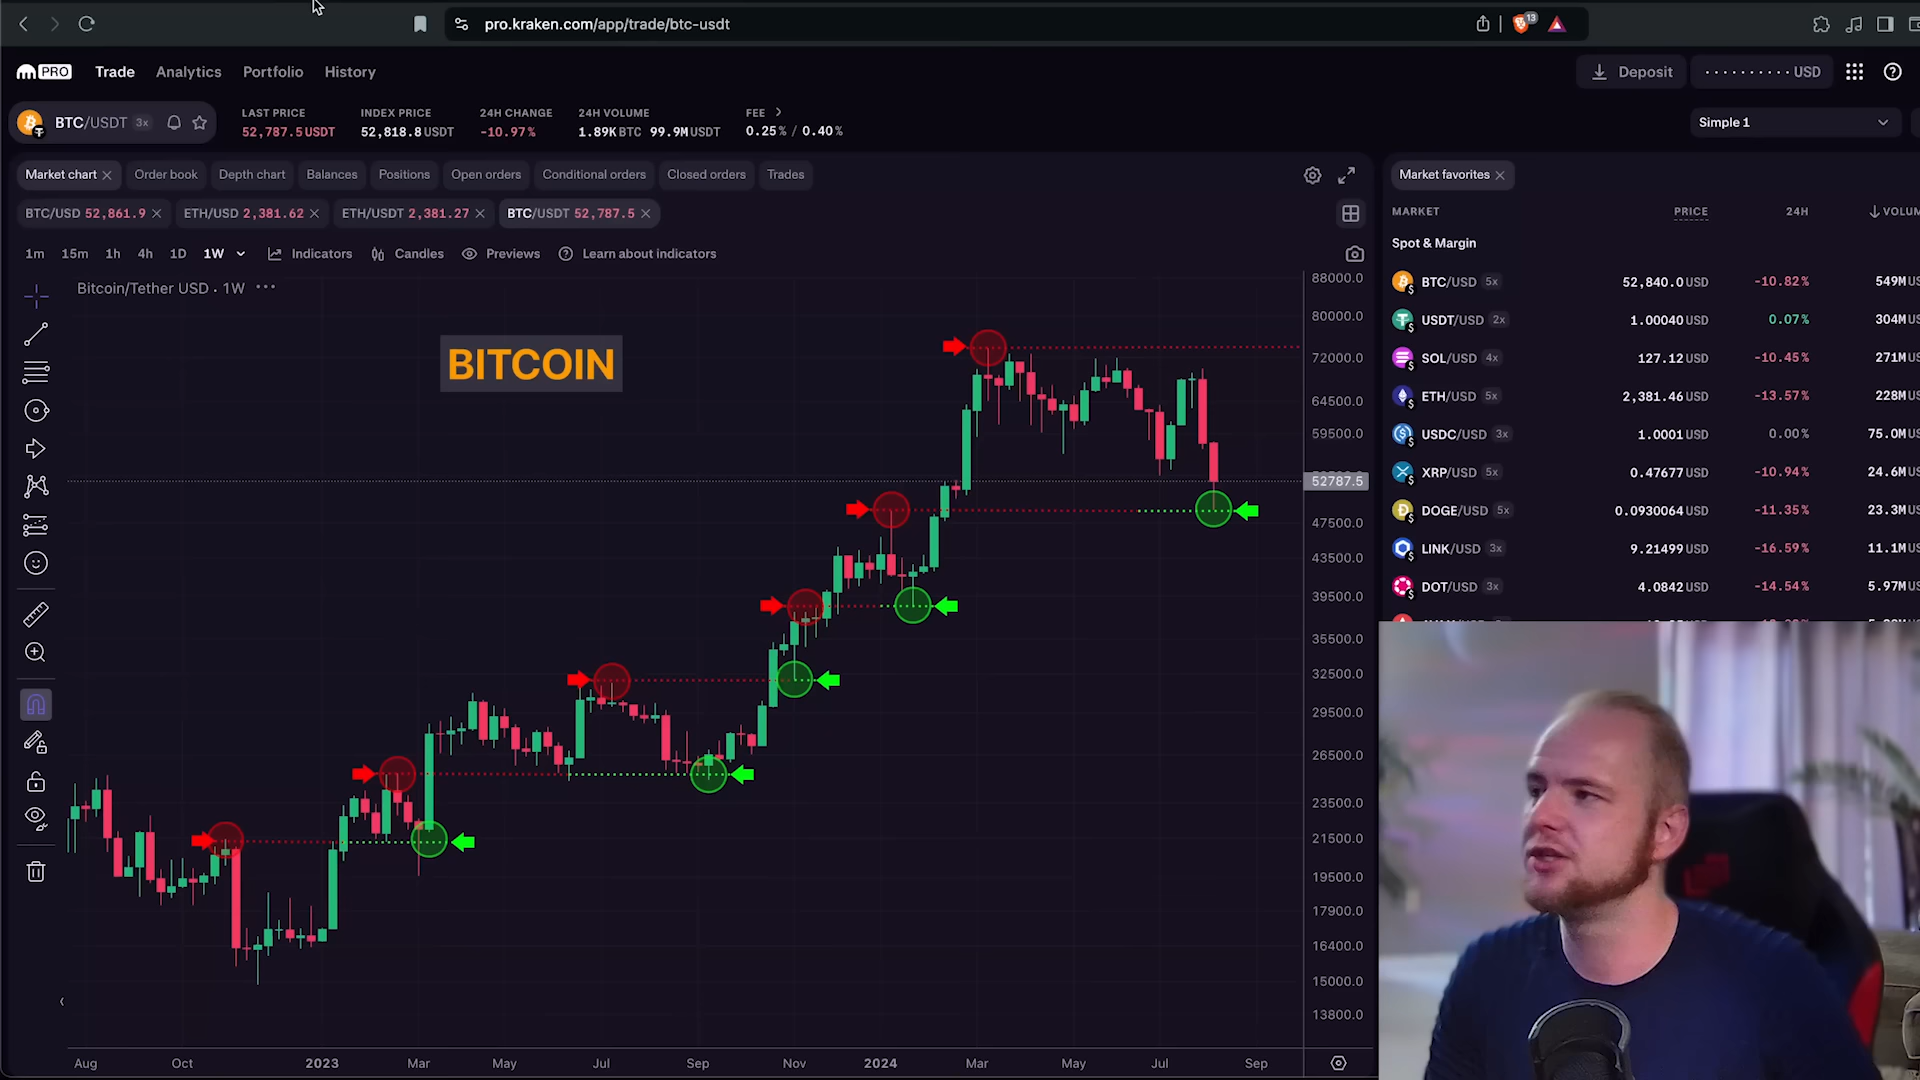 pro.kraken.com/app/trade/btc-usdt
13
PRO Trade Analytics Portfolio History
Deposit ·········· USD
BTC/USDT 3x
LAST PRICE INDEX PRICE 24H CHANGE 24H VOLUME FEE
52,787.5 USDT 52,818.8 USDT -10.97% 1.89K BTC 99.9M USDT 0.25% / 0.40%
Simple 1
Market chart Order book Depth chart Balances Positions Open orders Conditional orders Closed orders Trades
BTC/USD 52,861.9 ETH/USD 2,381.62 ETH/USDT 2,381.27 BTC/USDT 52,787.5
1m 15m 1h 4h 1D 1W Indicators Candles Previews Learn about indicators
Bitcoin/Tether USD . 1W ···
BITCOIN
88000.0
80000.0
72000.0
64500.0
59500.0
52787.5
47500.0
43500.0
39500.0
35500.0
32500.0
29500.0
26500.0
23500.0
21500.0
19500.0
17900.0
16400.0
15000.0
13800.0
Aug Oct 2023 Mar May Jul Sep Nov 2024 Mar May Jul Sep
Market favorites
MARKET PRICE 24H VOLUM
Spot & Margin
BTC/USD 5x 52,840.0 USD -10.82% 549M US
USDT/USD 2x 1.00040 USD 0.07% 304M US
SOL/USD 4x 127.12 USD -10.45% 271M US
ETH/USD 5x 2,381.46 USD -13.57% 228M US
USDC/USD 3x 1.0001 USD 0.00% 75.0M US
XRP/USD 5x 0.47677 USD -10.94% 24.6M US
DOGE/USD 5x 0.0930064 USD -11.35% 23.3M US
LINK/USD 3x 9.21499 USD -16.59% 11.1M US
DOT/USD 3x 4.0842 USD -14.54% 5.97M US